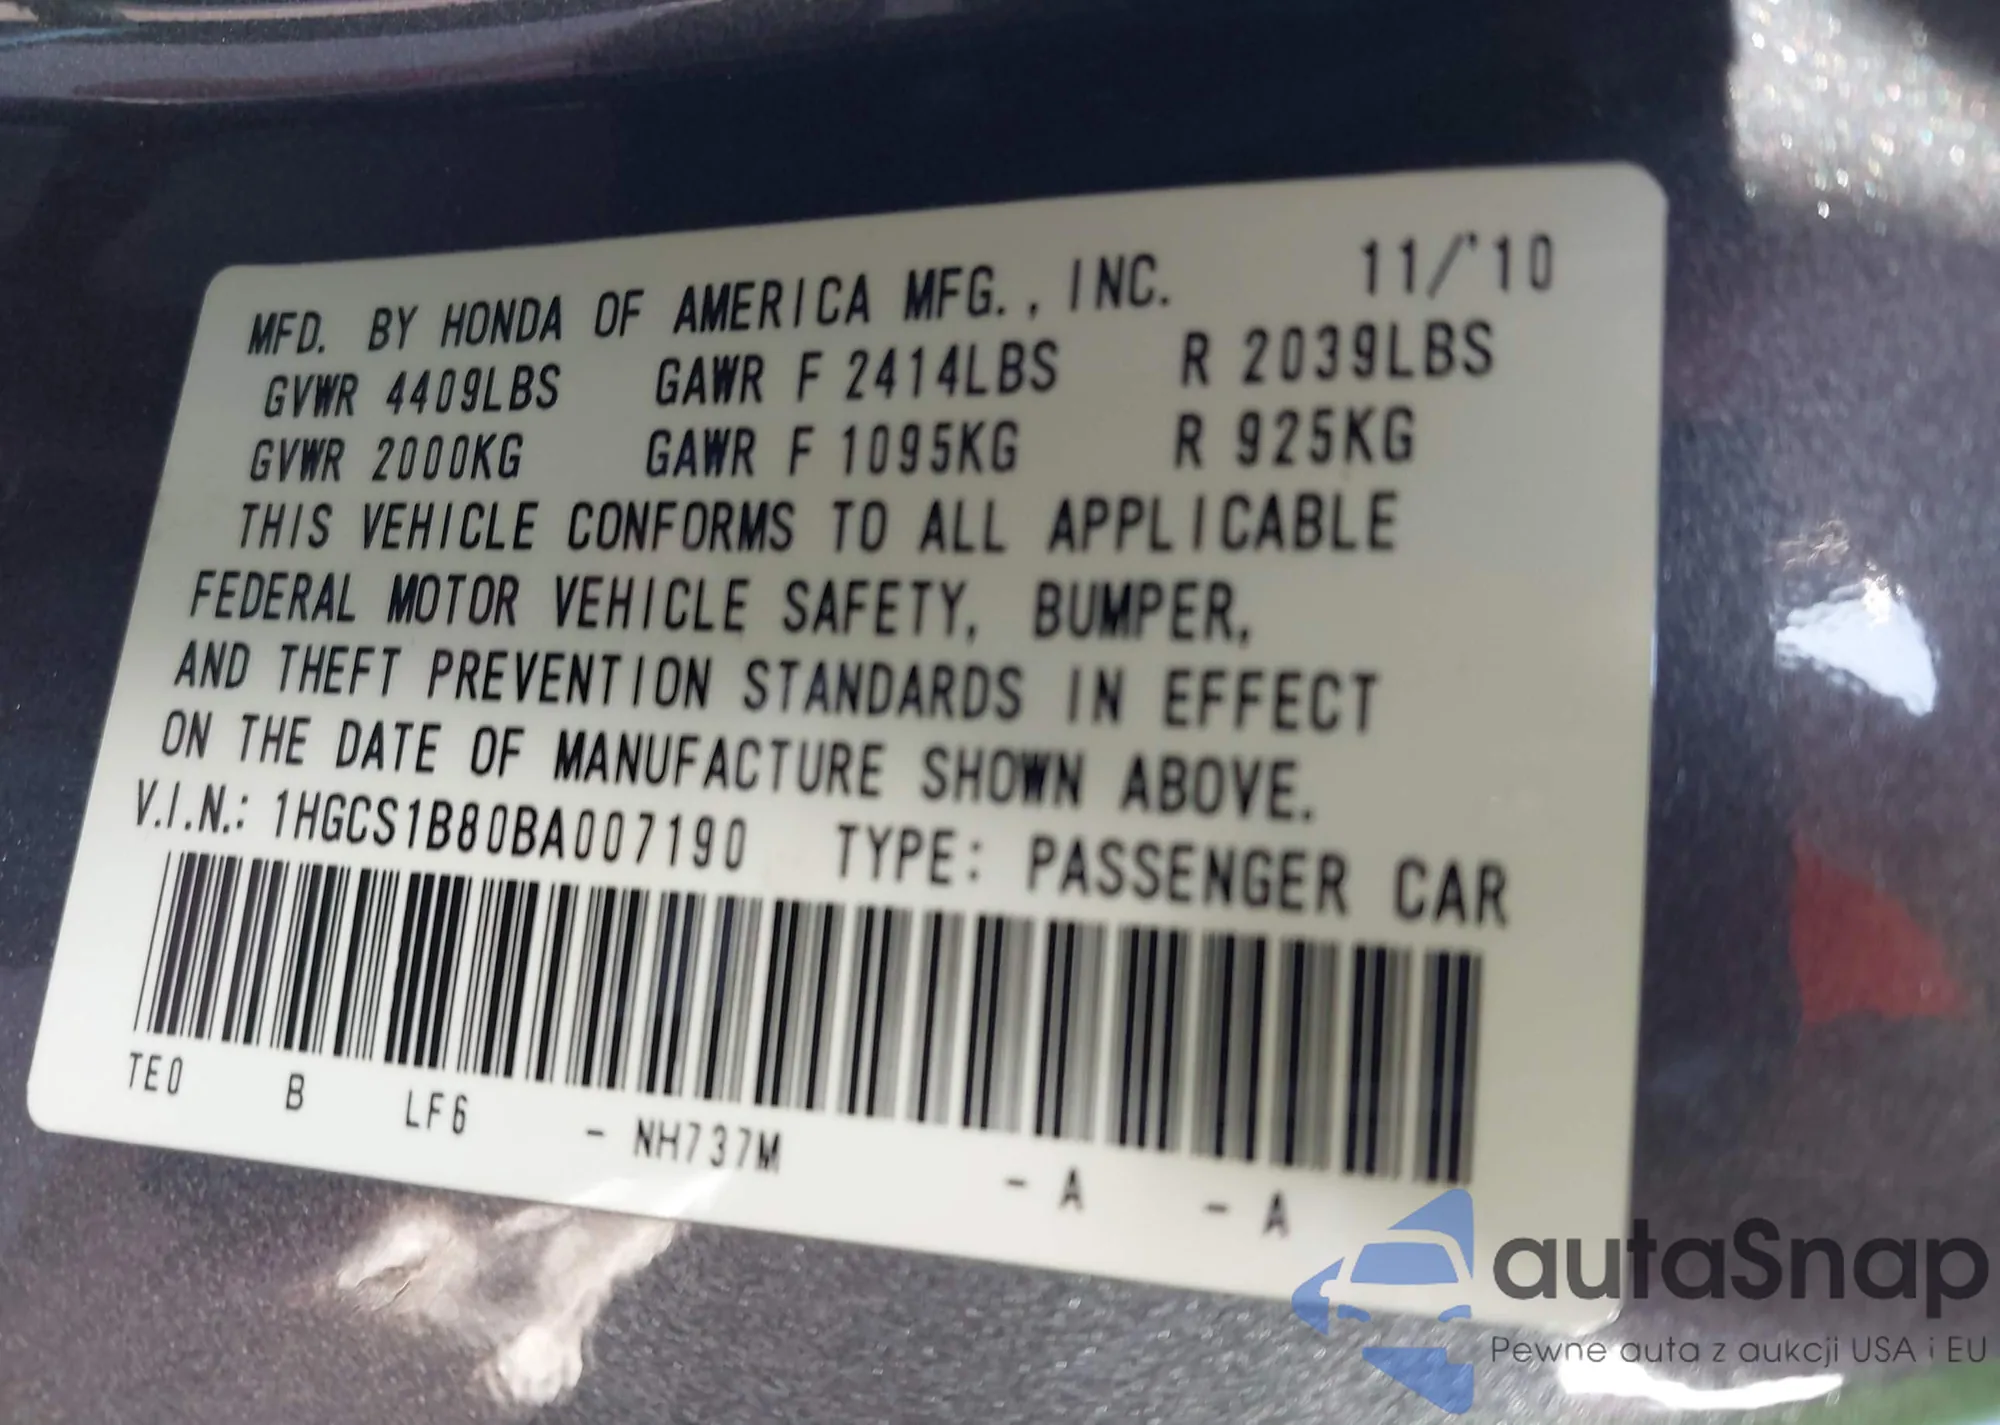 MFD. BY HONDA OF AMERICA MFG., INC. 11/'10
GVWR 4409LBS GAWR F 2414LBS R 2039LBS
GVWR 2000KG GAWR F 1095KG R 925KG
THIS VEHICLE CONFORMS TO ALL APPLICABLE
FEDERAL MOTOR VEHICLE SAFETY, BUMPER,
AND THEFT PREVENTION STANDARDS IN EFFECT
ON THE DATE OF MANUFACTURE SHOWN ABOVE.
V.I.N.: 1HGCS1B80BA007190 TYPE: PASSENGER CAR
TE0 B LF6 - NH737M - A - A
autaSnap
Pewne auta z aukcji USA i EU